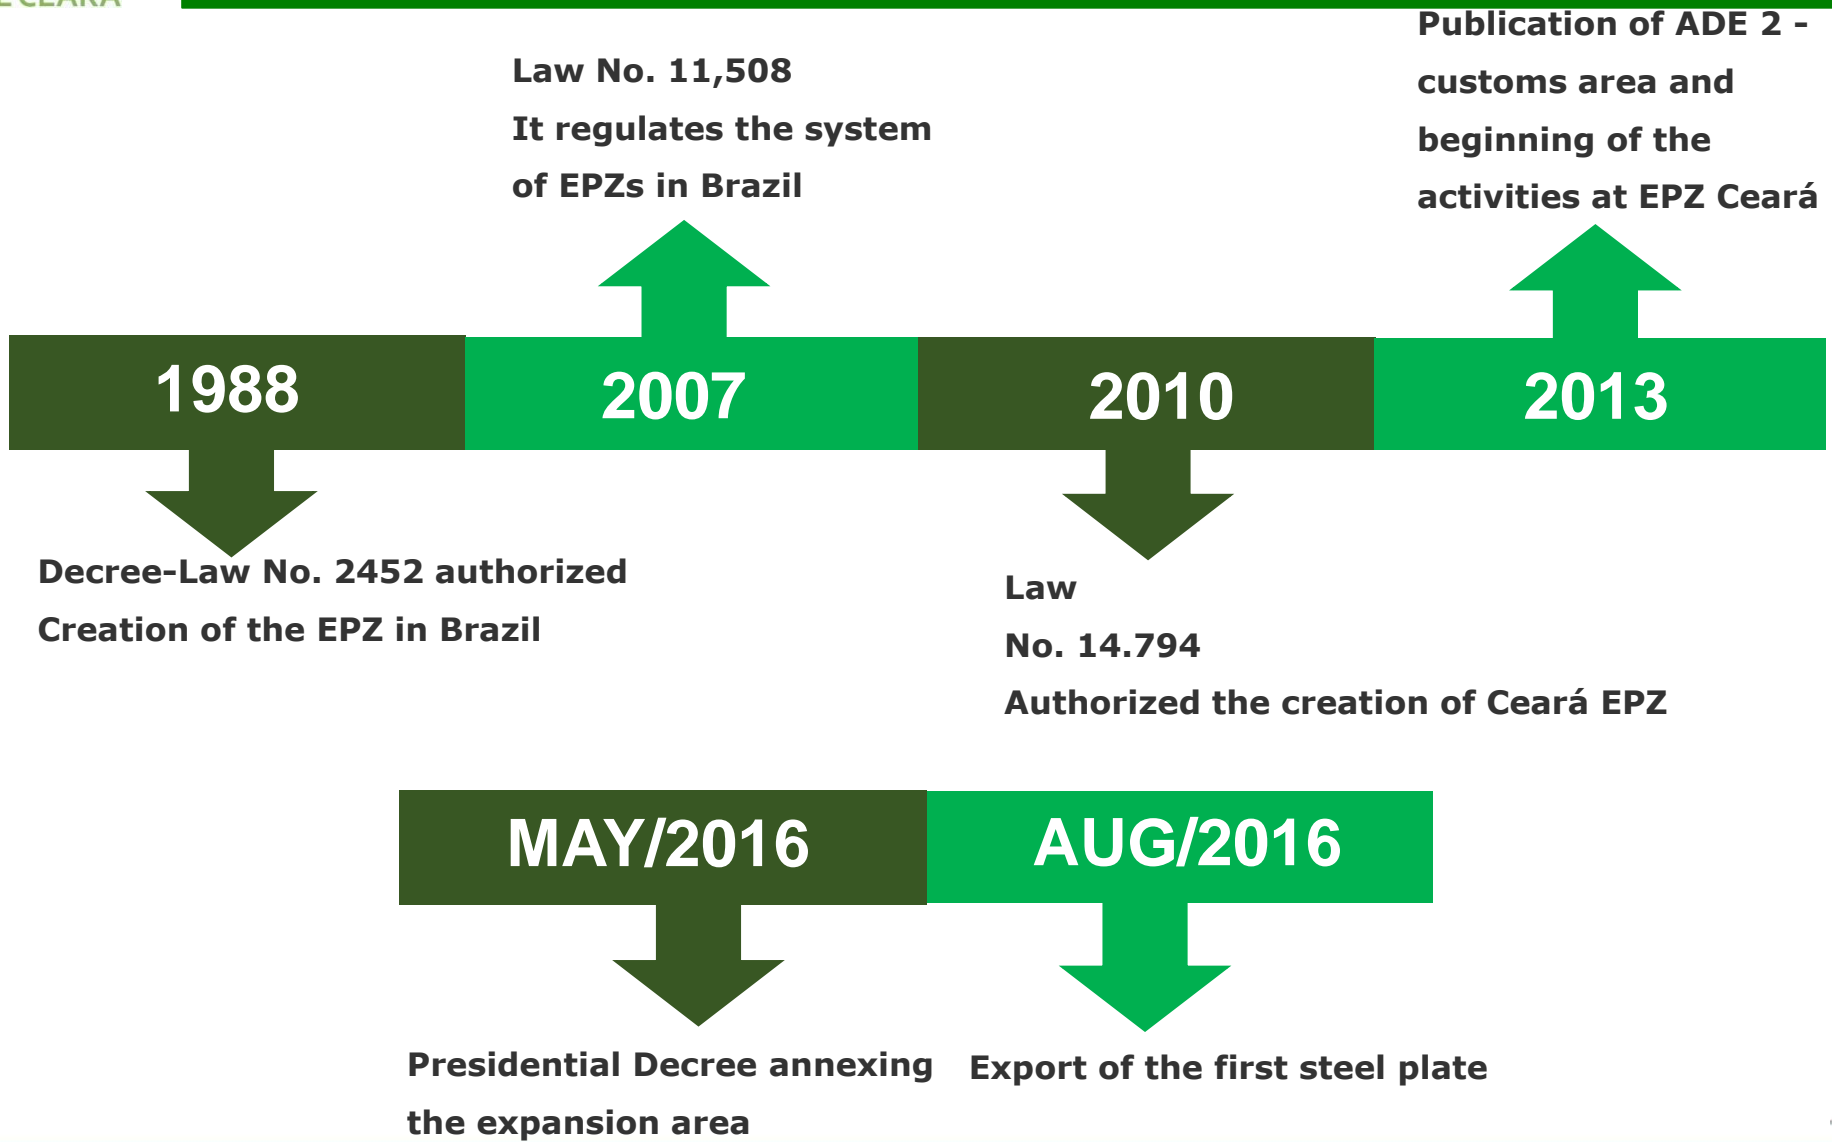 CEARÁ
Law No. 11,508
It regulates the system
of EPZs in Brazil
Publication of ADE 2 -
customs area and
beginning of the
activities at EPZ Ceará
1988
2007
2010
2013
Decree-Law No. 2452 authorized
Creation of the EPZ in Brazil
Law
No. 14.794
Authorized the creation of Ceará EPZ
MAY/2016
AUG/2016
Presidential Decree annexing
the expansion area
Export of the first steel plate